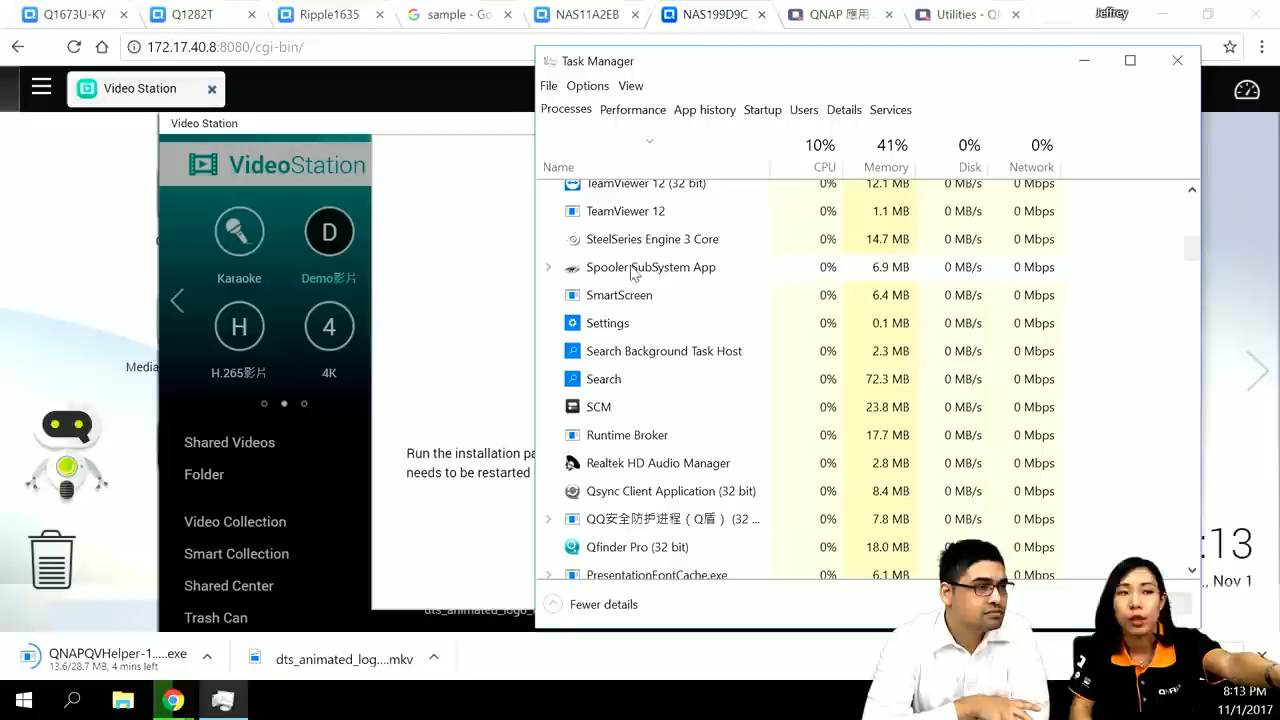 Q1673U-KY
Q1282T
Ripple1635
sample - Go
NAS11A2EB
NAS199D9C
QNAP 應用
Utilities - Q
Jeffrey
172.17.40.8:8080/cgi-bin/
Video Station
Video Station
VideoStation
Karaoke
D
Demo影片
H
H.265影片
4
4K
Shared Videos
Folder
Video Collection
Smart Collection
Shared Center
Trash Can
Media
Run the installation pa
needs to be restarted
dts_animated_logo_
Task Manager
File Options View
Processes Performance App history Startup Users Details Services
10% 41% 0% 0%
Name CPU Memory Disk Network
TeamViewer 12 (32 bit) 0% 12.1 MB 0 MB/s 0 Mbps
TeamViewer 12 0% 1.1 MB 0 MB/s 0 Mbps
SteelSeries Engine 3 Core 0% 14.7 MB 0 MB/s 0 Mbps
Spooler SubSystem App 0% 6.9 MB 0 MB/s 0 Mbps
SmartScreen 0% 6.4 MB 0 MB/s 0 Mbps
Settings 0% 0.1 MB 0 MB/s 0 Mbps
Search Background Task Host 0% 2.3 MB 0 MB/s 0 Mbps
Search 0% 72.3 MB 0 MB/s 0 Mbps
SCM 0% 23.8 MB 0 MB/s 0 Mbps
Runtime Broker 0% 17.7 MB 0 MB/s 0 Mbps
Realtek HD Audio Manager 0% 2.8 MB 0 MB/s 0 Mbps
Qsync Client Application (32 bit) 0% 8.4 MB 0 MB/s 0 Mbps
QQ安全防护进程（Q盾）(32 ... 0% 7.8 MB 0 MB/s 0 Mbps
Qfinder Pro (32 bit) 0% 18.0 MB 0 MB/s 0 Mbps
PresentationFontCache.exe 0% 6.1 MB 0 MB/s 0 Mbps
Fewer details
:13
., Nov 1
QNAPQVHelper-1.....exe
13.6/28.7 MB, 4 mins left
dts_animated_log....mkv
8:13 PM
11/1/2017